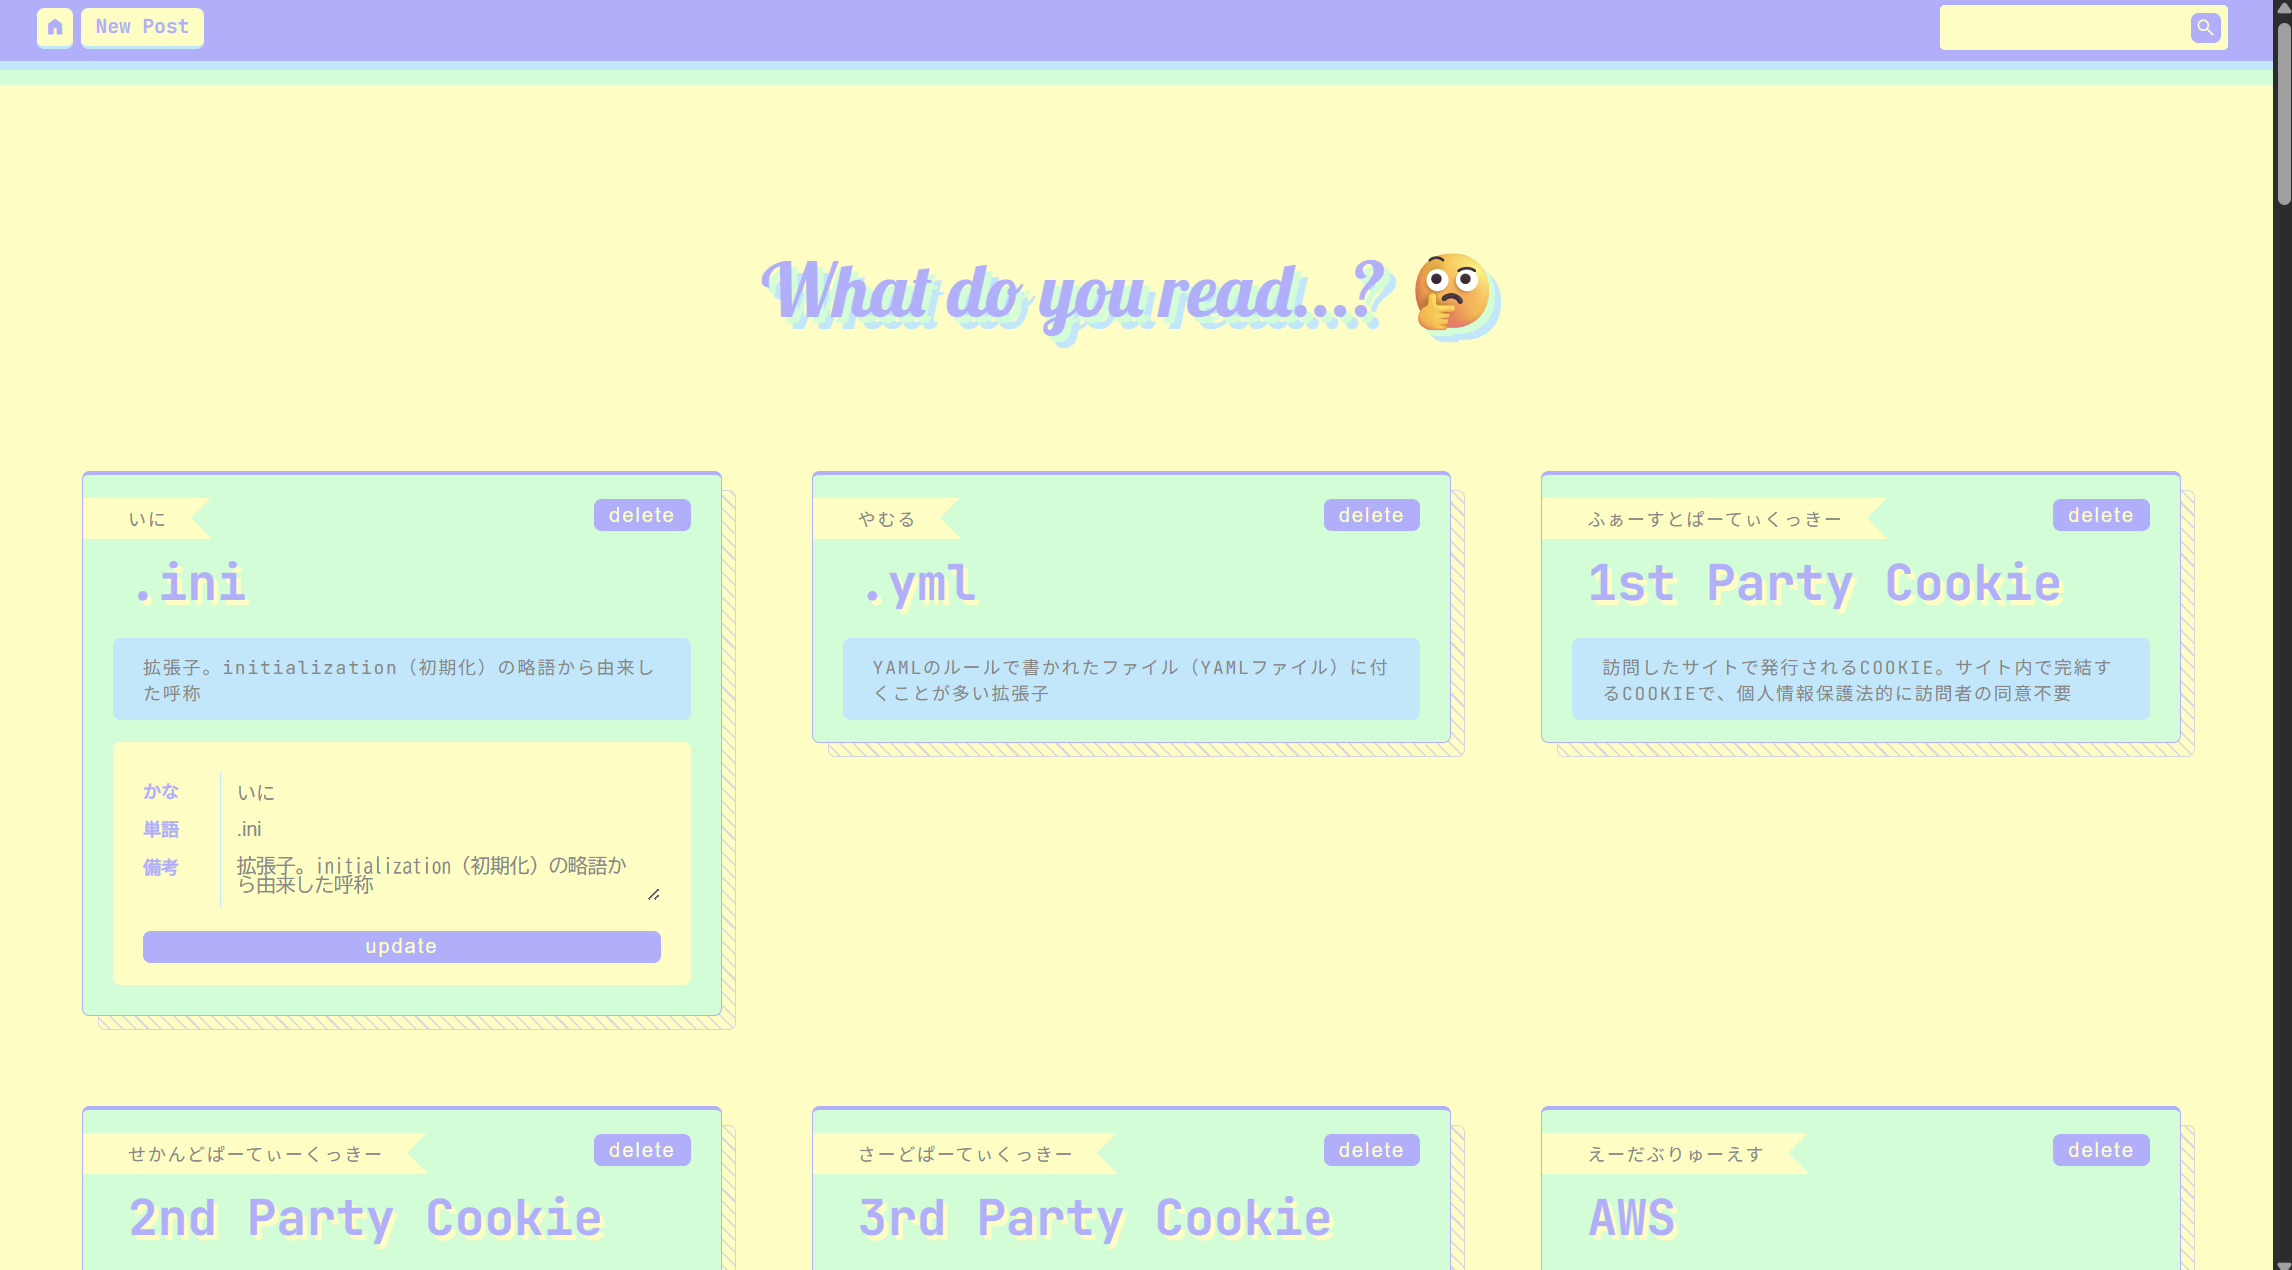 New Post
What do you read...? 🤔
いに
delete
.ini
拡張子。initialization（初期化）の略語から由来し
た呼称
かな
いに
単語
.ini
備考
拡張子。initialization（初期化）の略語か
ら由来した呼称
update
やむる
delete
.yml
YAMLのルールで書かれたファイル（YAMLファイル）に付
くことが多い拡張子
ふぁーすとぱーてぃくっきー
delete
1st Party Cookie
訪問したサイトで発行されるCOOKIE。サイト内で完結す
るCOOKIEで、個人情報保護法的に訪問者の同意不要
せかんどぱーてぃーくっきー
delete
2nd Party Cookie
さーどぱーてぃくっきー
delete
3rd Party Cookie
えーだぶりゅーえす
delete
AWS